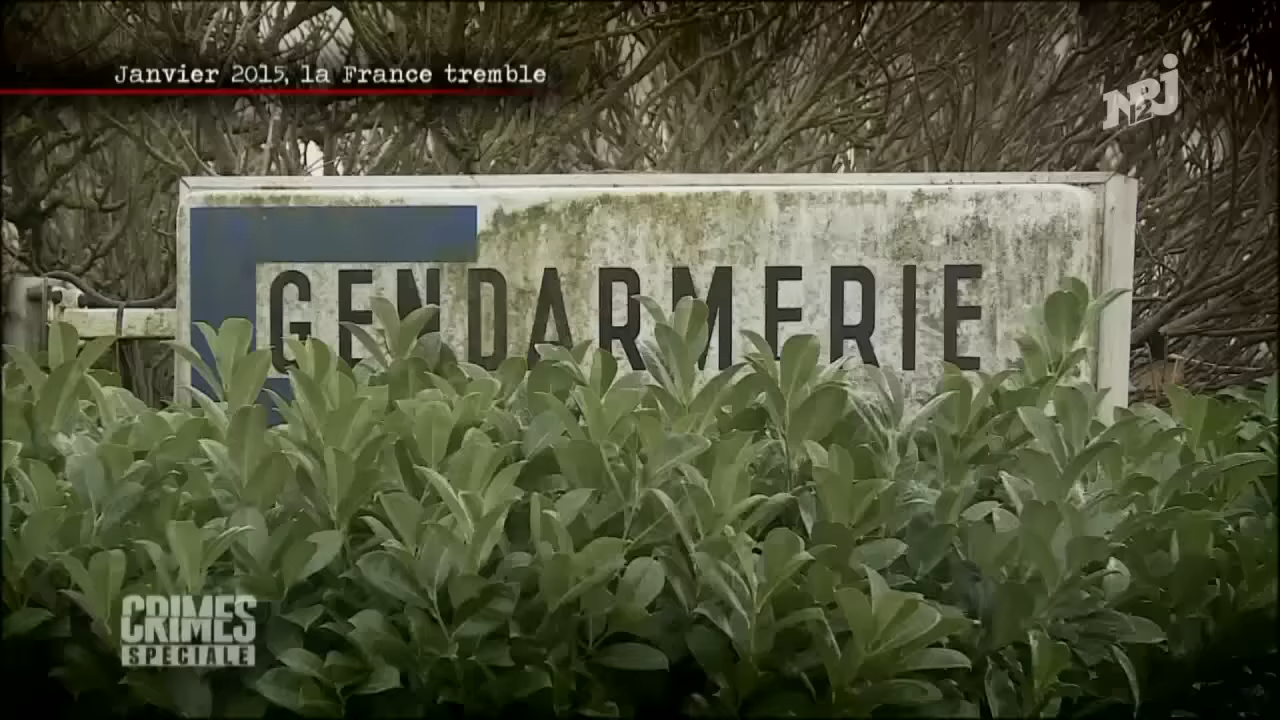 Janvier 2015, la France tremble
NRJ
12
GENDARMERIE
CRIMES
SPECIALE